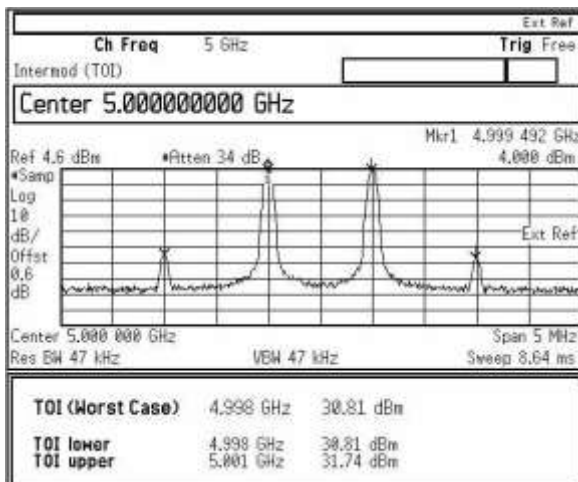 Ext Ref
Ch Freq 5 GHz Trig Free
Intermod (TOI)
Center 5.000000000 GHz
Mkr1 4.999 492 GHz
Ref 4.6 dBm #Atten 34 dB 4.000 dBm
#Samp
Log
10
dB/
Offst
0.6
dB
Ext Ref
1
Center 5.000 000 GHz Span 5 MHz
Res BW 47 kHz VBW 47 kHz Sweep 8.64 ms
TOI (Worst Case) 4.998 GHz 30.81 dBm
TOI lower 4.998 GHz 30.81 dBm
TOI upper 5.001 GHz 31.74 dBm